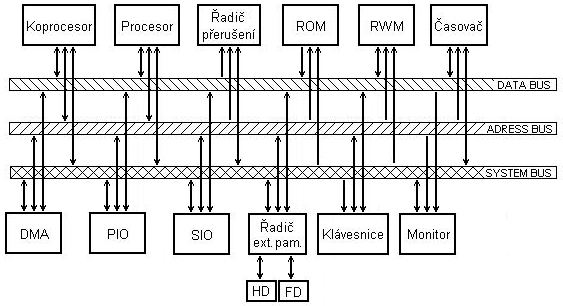 Koprocesor
Procesor
Řadič
přerušení
ROM
RWM
Časovač
DATA BUS
ADRESS BUS
SYSTEM BUS
DMA
PIO
SIO
Řadič
ext. pam.
Klávesnice
Monitor
HD
FD